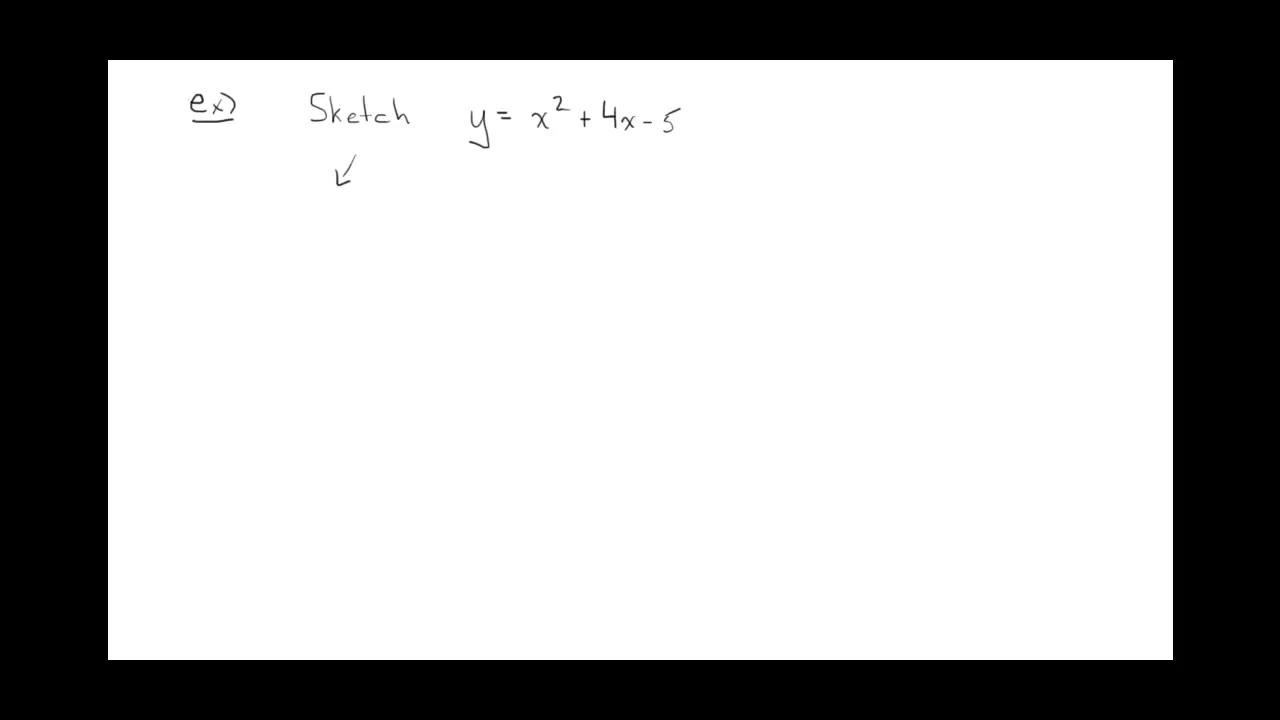 ex) Sketch y = x² + 4x - 5